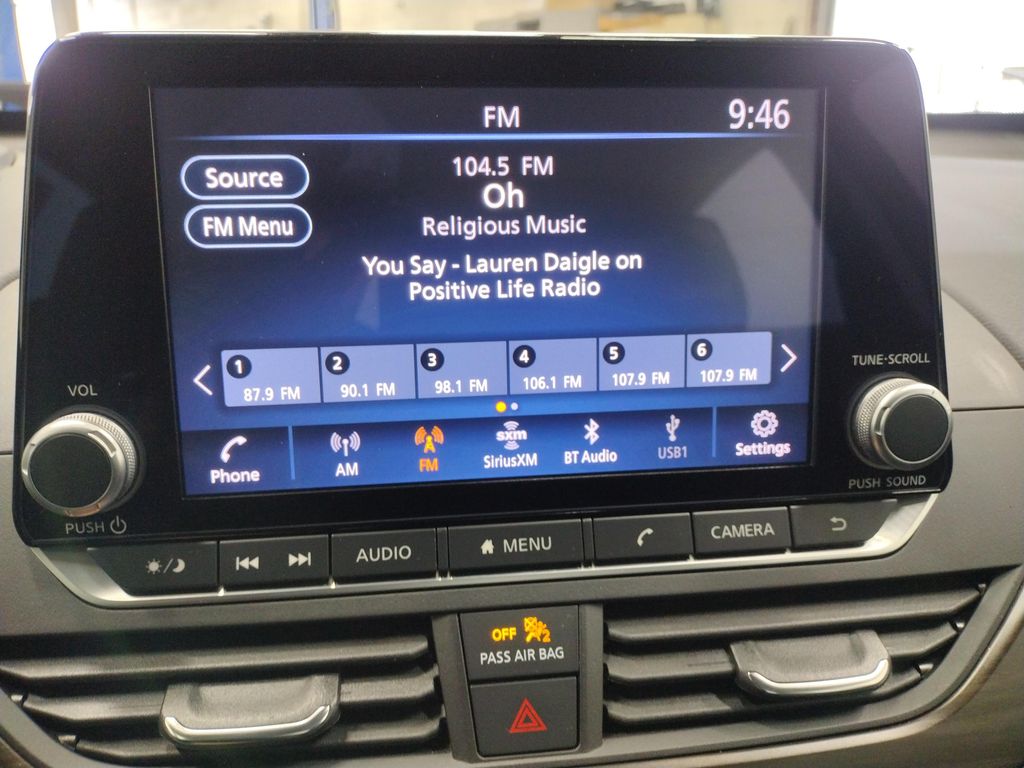 FM
9:46
Source
104.5 FM
Oh
FM Menu
Religious Music
You Say - Lauren Daigle on
Positive Life Radio
1
87.9 FM
2
90.1 FM
3
98.1 FM
4
106.1 FM
5
107.9 FM
6
107.9 FM
Phone
AM
FM
sxm
SiriusXM
BT Audio
USB1
Settings
VOL
PUSH
TUNE·SCROLL
PUSH SOUND
AUDIO
MENU
CAMERA
OFF
2
PASS AIR BAG